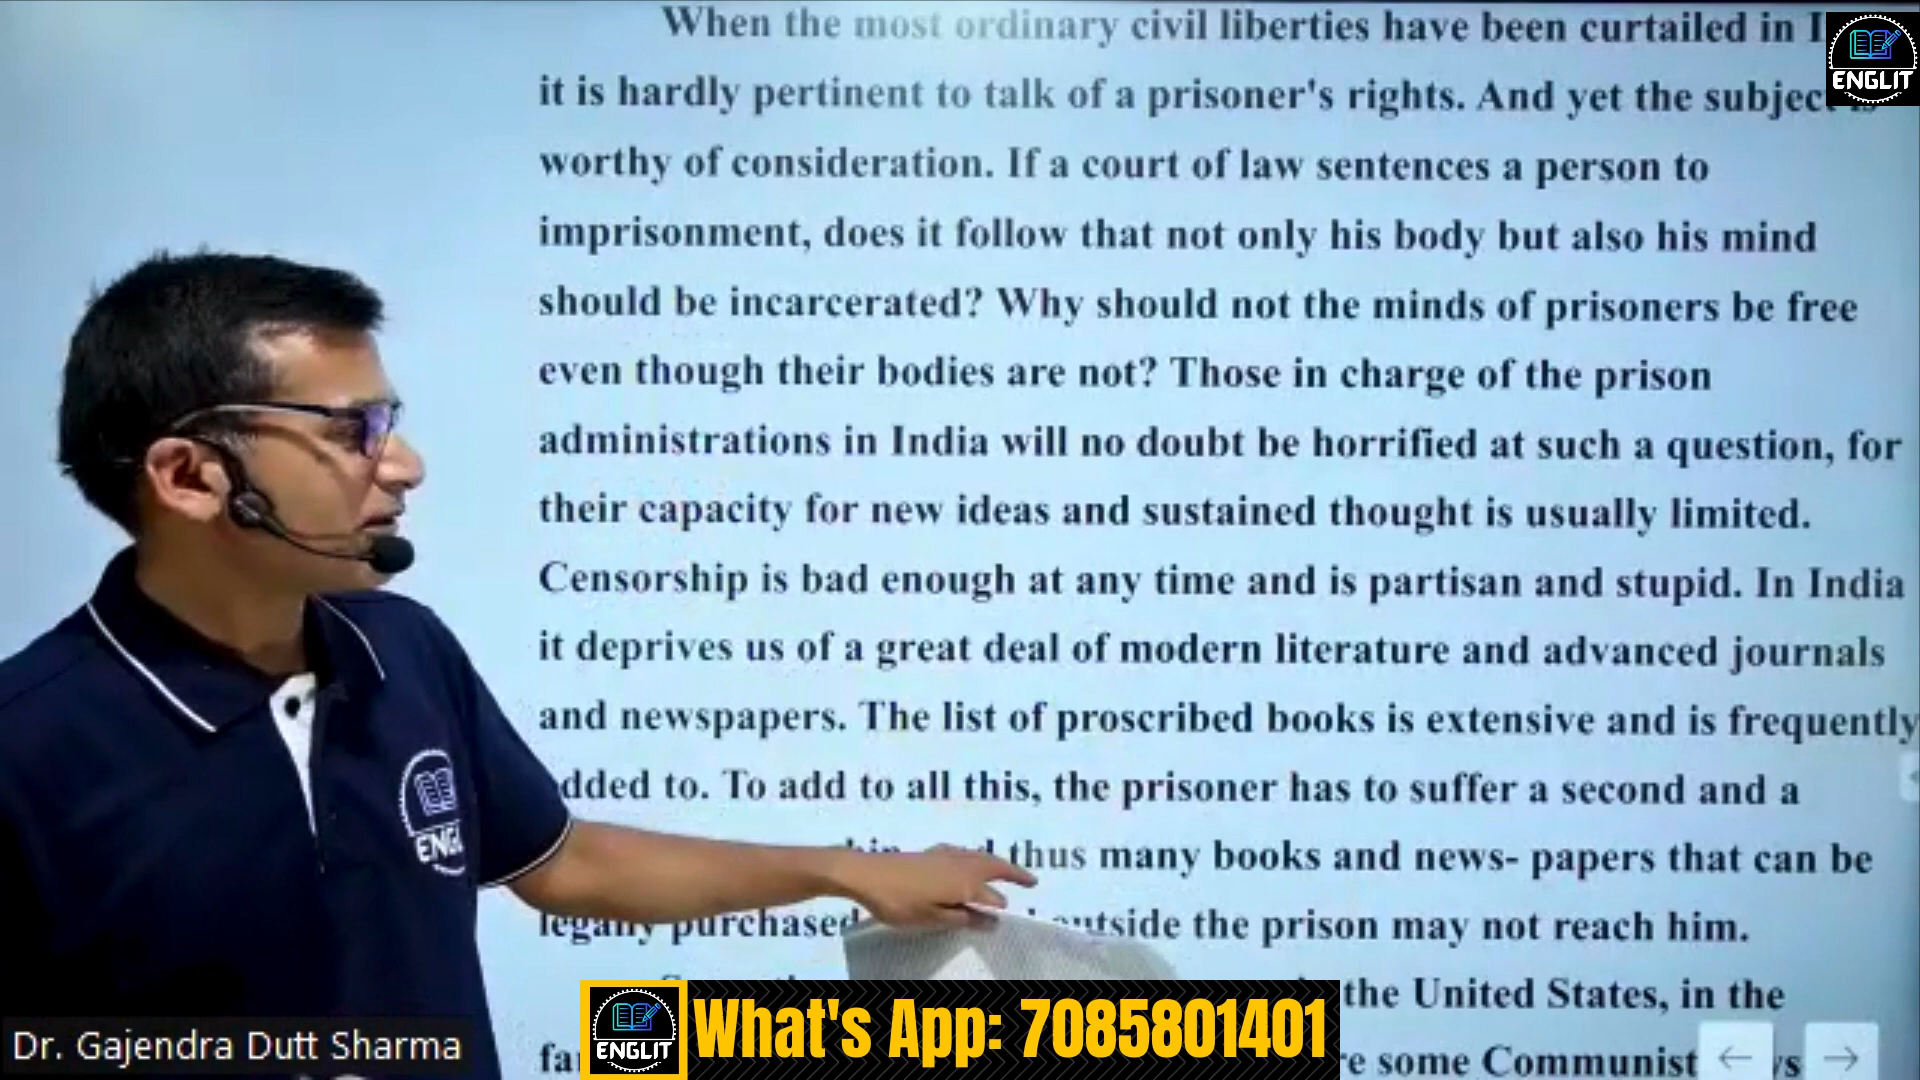 When the most ordinary civil liberties have been curtailed in
it is hardly pertinent to talk of a prisoner's rights. And yet the subject is
worthy of consideration. If a court of law sentences a person to
imprisonment, does it follow that not only his body but also his mind
should be incarcerated? Why should not the minds of prisoners be free
even though their bodies are not? Those in charge of the prison
administrations in India will no doubt be horrified at such a question, for
their capacity for new ideas and sustained thought is usually limited.
Censorship is bad enough at any time and is partisan and stupid. In India
it deprives us of a great deal of modern literature and advanced journals
and newspapers. The list of proscribed books is extensive and is frequently
added to. To add to all this, the prisoner has to suffer a second and a
thus many books and news- papers that can be
legally purchased outside the prison may not reach him.
the United States, in the
some Communist
ENGLIT
ENGLIT
Dr. Gajendra Dutt Sharma
ENGLIT
What's App: 7085801401